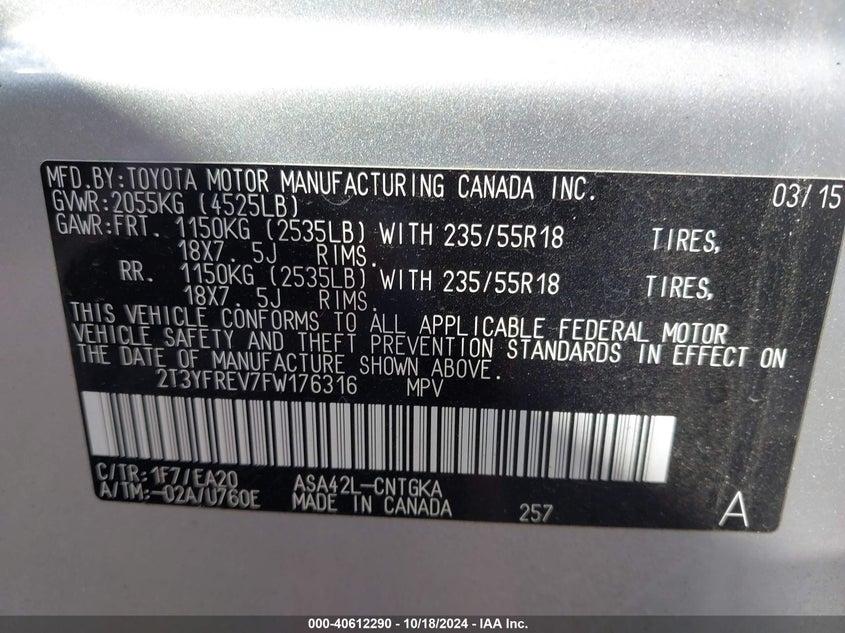 MFD.BY:TOYOTA MOTOR MANUFACTURING CANADA INC. 03/15
GVWR:2055KG (4525LB)
GAWR:FRT. 1150KG (2535LB) WITH 235/55R18 TIRES,
18X7. 5J RIMS.
RR. 1150KG (2535LB) WITH 235/55R18 TIRES,
18X7. 5J RIMS.
THIS VEHICLE CONFORMS TO ALL APPLICABLE FEDERAL MOTOR
VEHICLE SAFETY AND THEFT PREVENTION STANDARDS IN EFFECT ON
THE DATE OF MANUFACTURE SHOWN ABOVE.
2T3YFREV7FW176316 MPV
C/TR:1F7/EA20 ASA42L-CNTGKA
A/TM:-02A/U760E MADE IN CANADA 257 A
000-40612290 - 10/18/2024 - IAA Inc.